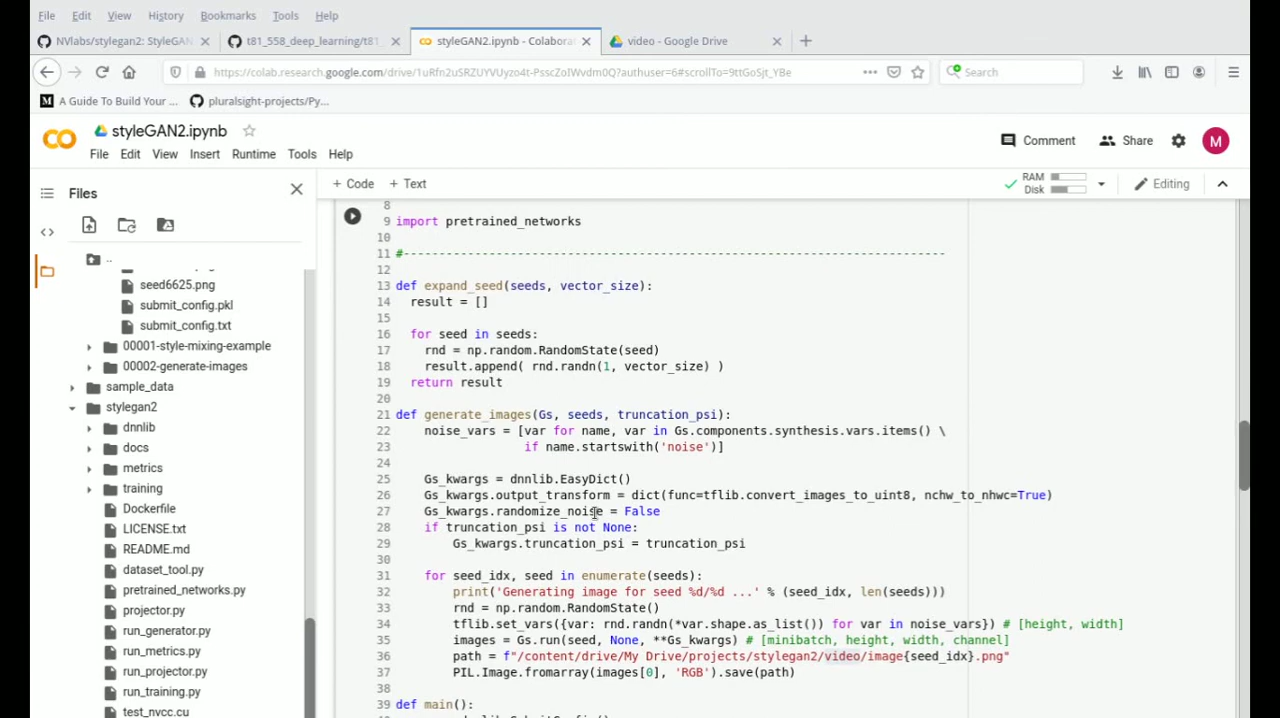 File Edit View History Bookmarks Tools Help
NVlabs/stylegan2: StyleGAN t81_558_deep_learning/t81 styleGAN2.ipynb - Colabora video - Google Drive
https://colab.research.google.com/drive/1uRfn2uSRZUYVUyzo4t-PsscZoIWvdm0Q?authuser=6#scrollTo=9ttGoSjt_YBe Search
A Guide To Build Your ... pluralsight-projects/Py...
styleGAN2.ipynb
Comment Share M
File Edit View Insert Runtime Tools Help
Files
+ Code + Text
RAM
Disk
Editing
..
seed6625.png
submit_config.pkl
submit_config.txt
00001-style-mixing-example
00002-generate-images
sample_data
stylegan2
dnnlib
docs
metrics
training
Dockerfile
LICENSE.txt
README.md
dataset_tool.py
pretrained_networks.py
projector.py
run_generator.py
run_metrics.py
run_projector.py
run_training.py
test_nvcc.cu
8
9 import pretrained_networks
10
11 #----------------------------------------------------------------------------
12
13 def expand_seed(seeds, vector_size):
14 result = []
15
16 for seed in seeds:
17 rnd = np.random.RandomState(seed)
18 result.append( rnd.randn(1, vector_size) )
19 return result
20
21 def generate_images(Gs, seeds, truncation_psi):
22 noise_vars = [var for name, var in Gs.components.synthesis.vars.items() \
23 if name.startswith('noise')]
24
25 Gs_kwargs = dnnlib.EasyDict()
26 Gs_kwargs.output_transform = dict(func=tflib.convert_images_to_uint8, nchw_to_nhwc=True)
27 Gs_kwargs.randomize_noise = False
28 if truncation_psi is not None:
29 Gs_kwargs.truncation_psi = truncation_psi
30
31 for seed_idx, seed in enumerate(seeds):
32 print('Generating image for seed %d/%d ...' % (seed_idx, len(seeds)))
33 rnd = np.random.RandomState()
34 tflib.set_vars({var: rnd.randn(*var.shape.as_list()) for var in noise_vars}) # [height, width]
35 images = Gs.run(seed, None, **Gs_kwargs) # [minibatch, height, width, channel]
36 path = f"/content/drive/My Drive/projects/stylegan2/video/image{seed_idx}.png"
37 PIL.Image.fromarray(images[0], 'RGB').save(path)
38
39 def main():